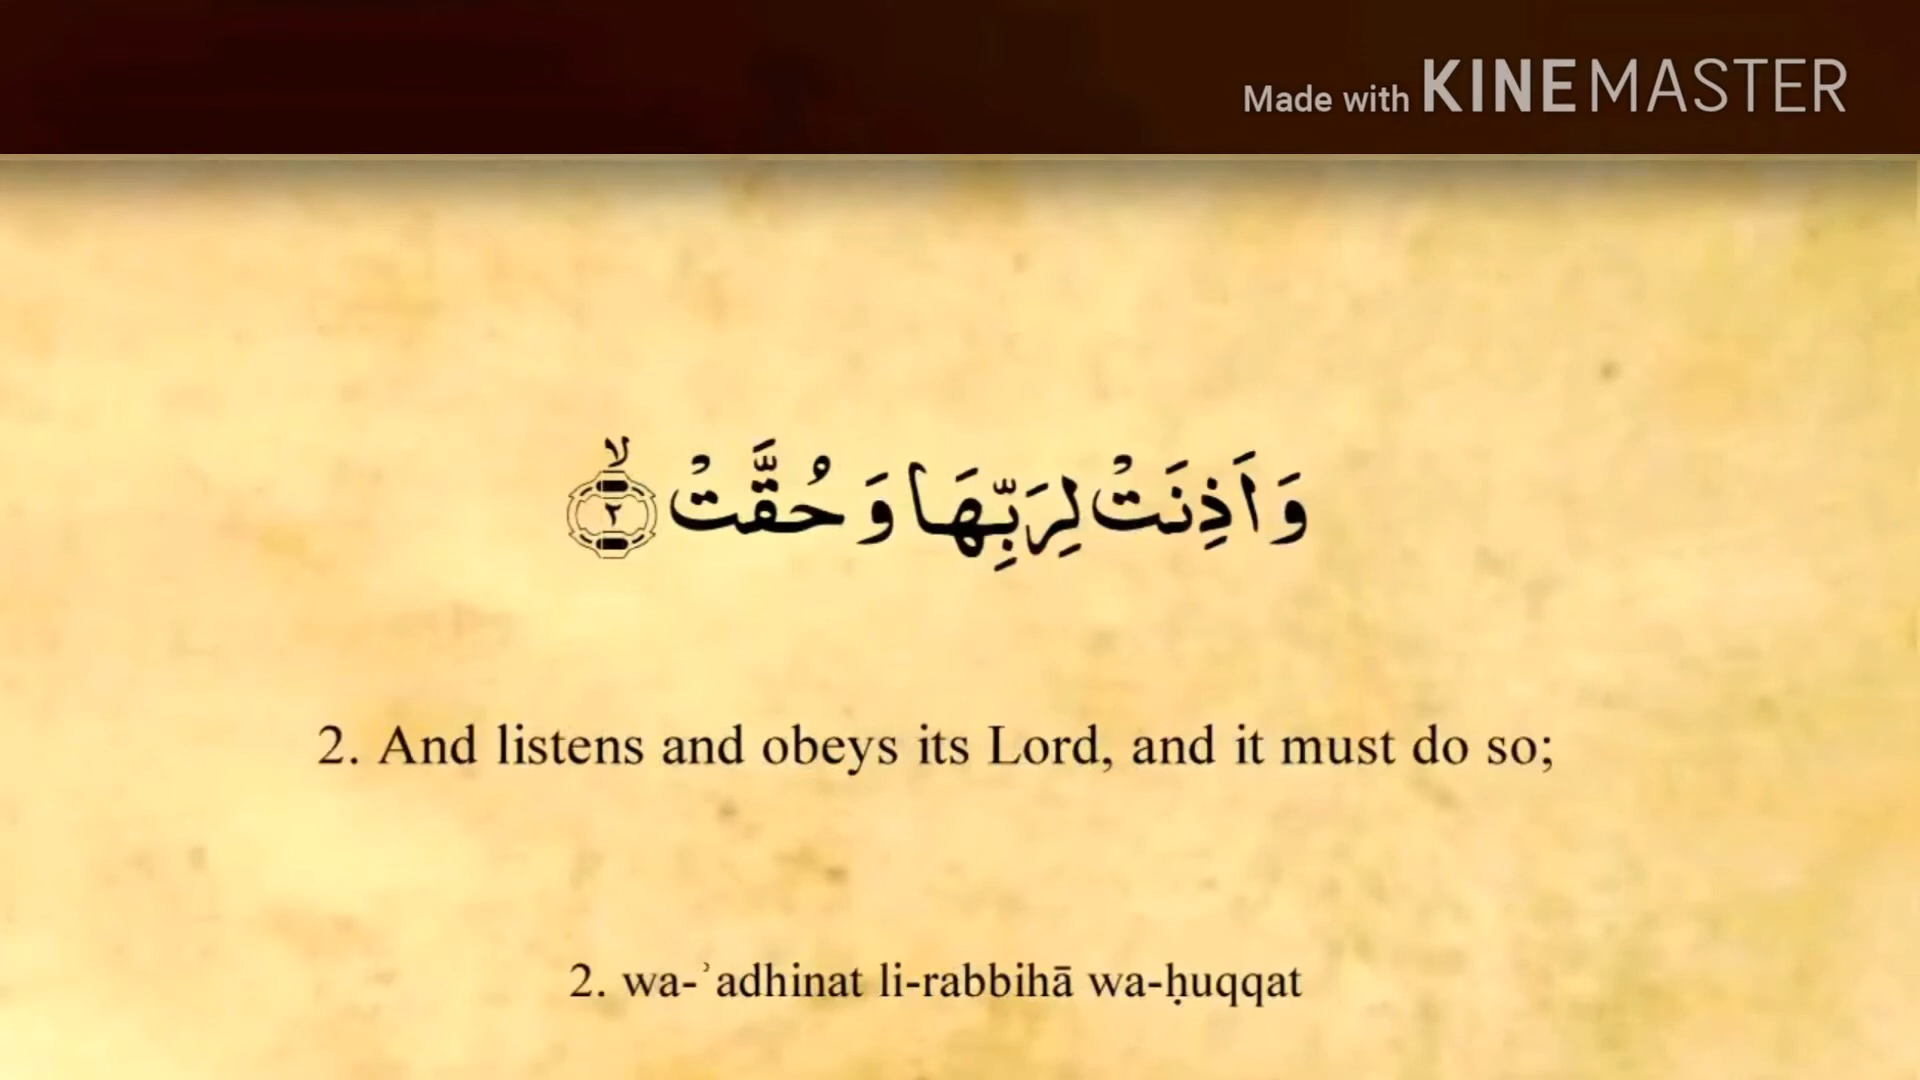 Made with KINEMASTER
وَاَذِنَتْ لِرَبِّهَا وَحُقَّتْ ۙ‏ ٢
2. And listens and obeys its Lord, and it must do so;
2. wa-ʾadhinat li-rabbihā wa-ḥuqqat